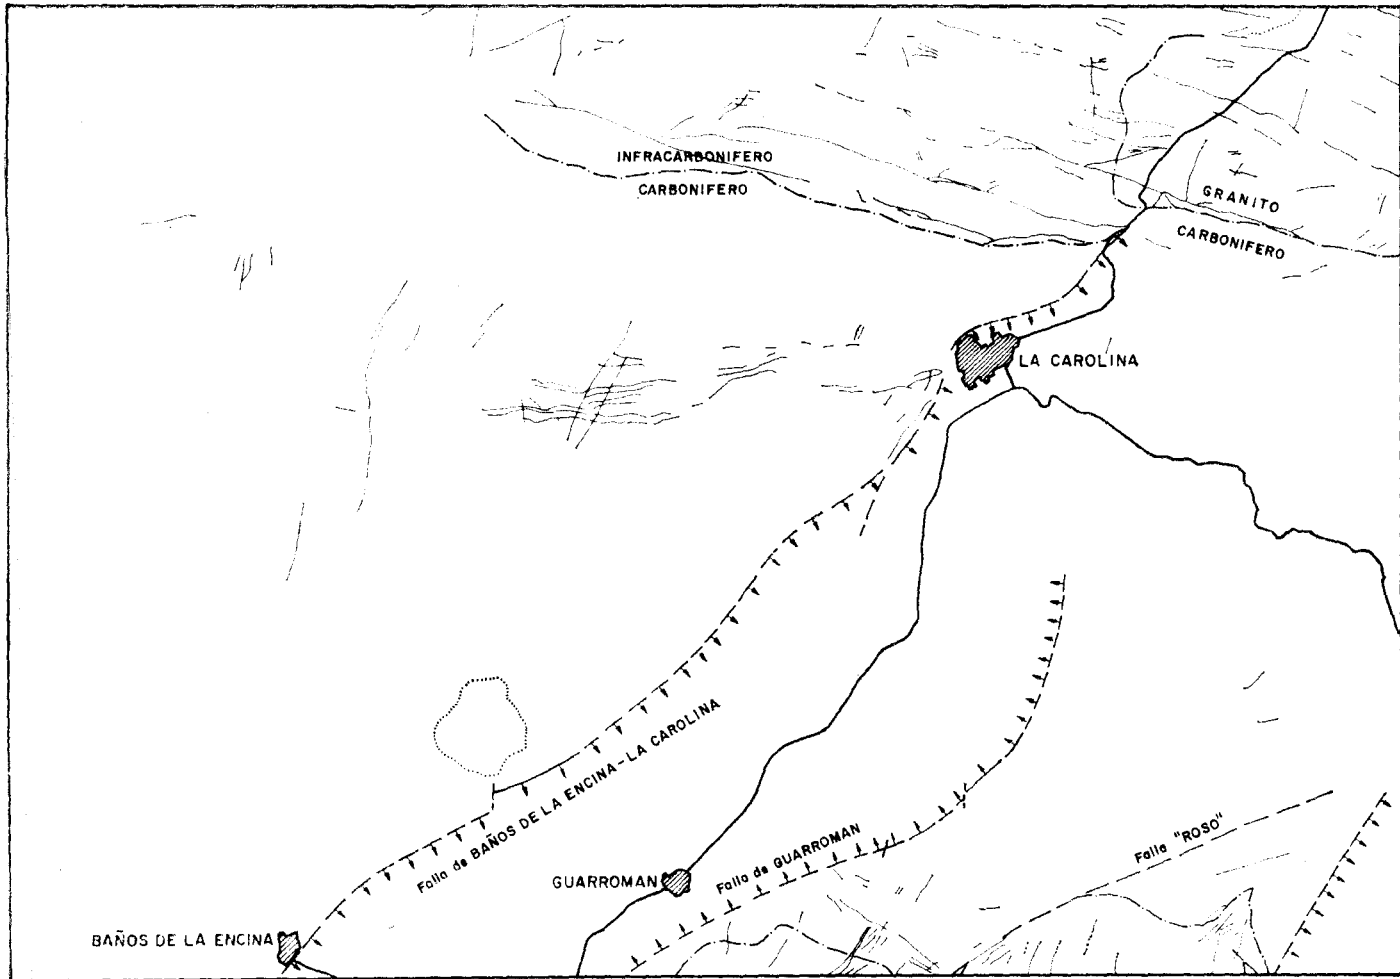 INFRACARBONIFERO
CARBONIFERO
GRANITO
CARBONIFERO
LA CAROLINA
Falla de BAÑOS DE LA ENCINA-LA CAROLINA
Falla "ROSO"
Falla de GUARROMAN
GUARROMAN
BAÑOS DE LA ENCINA